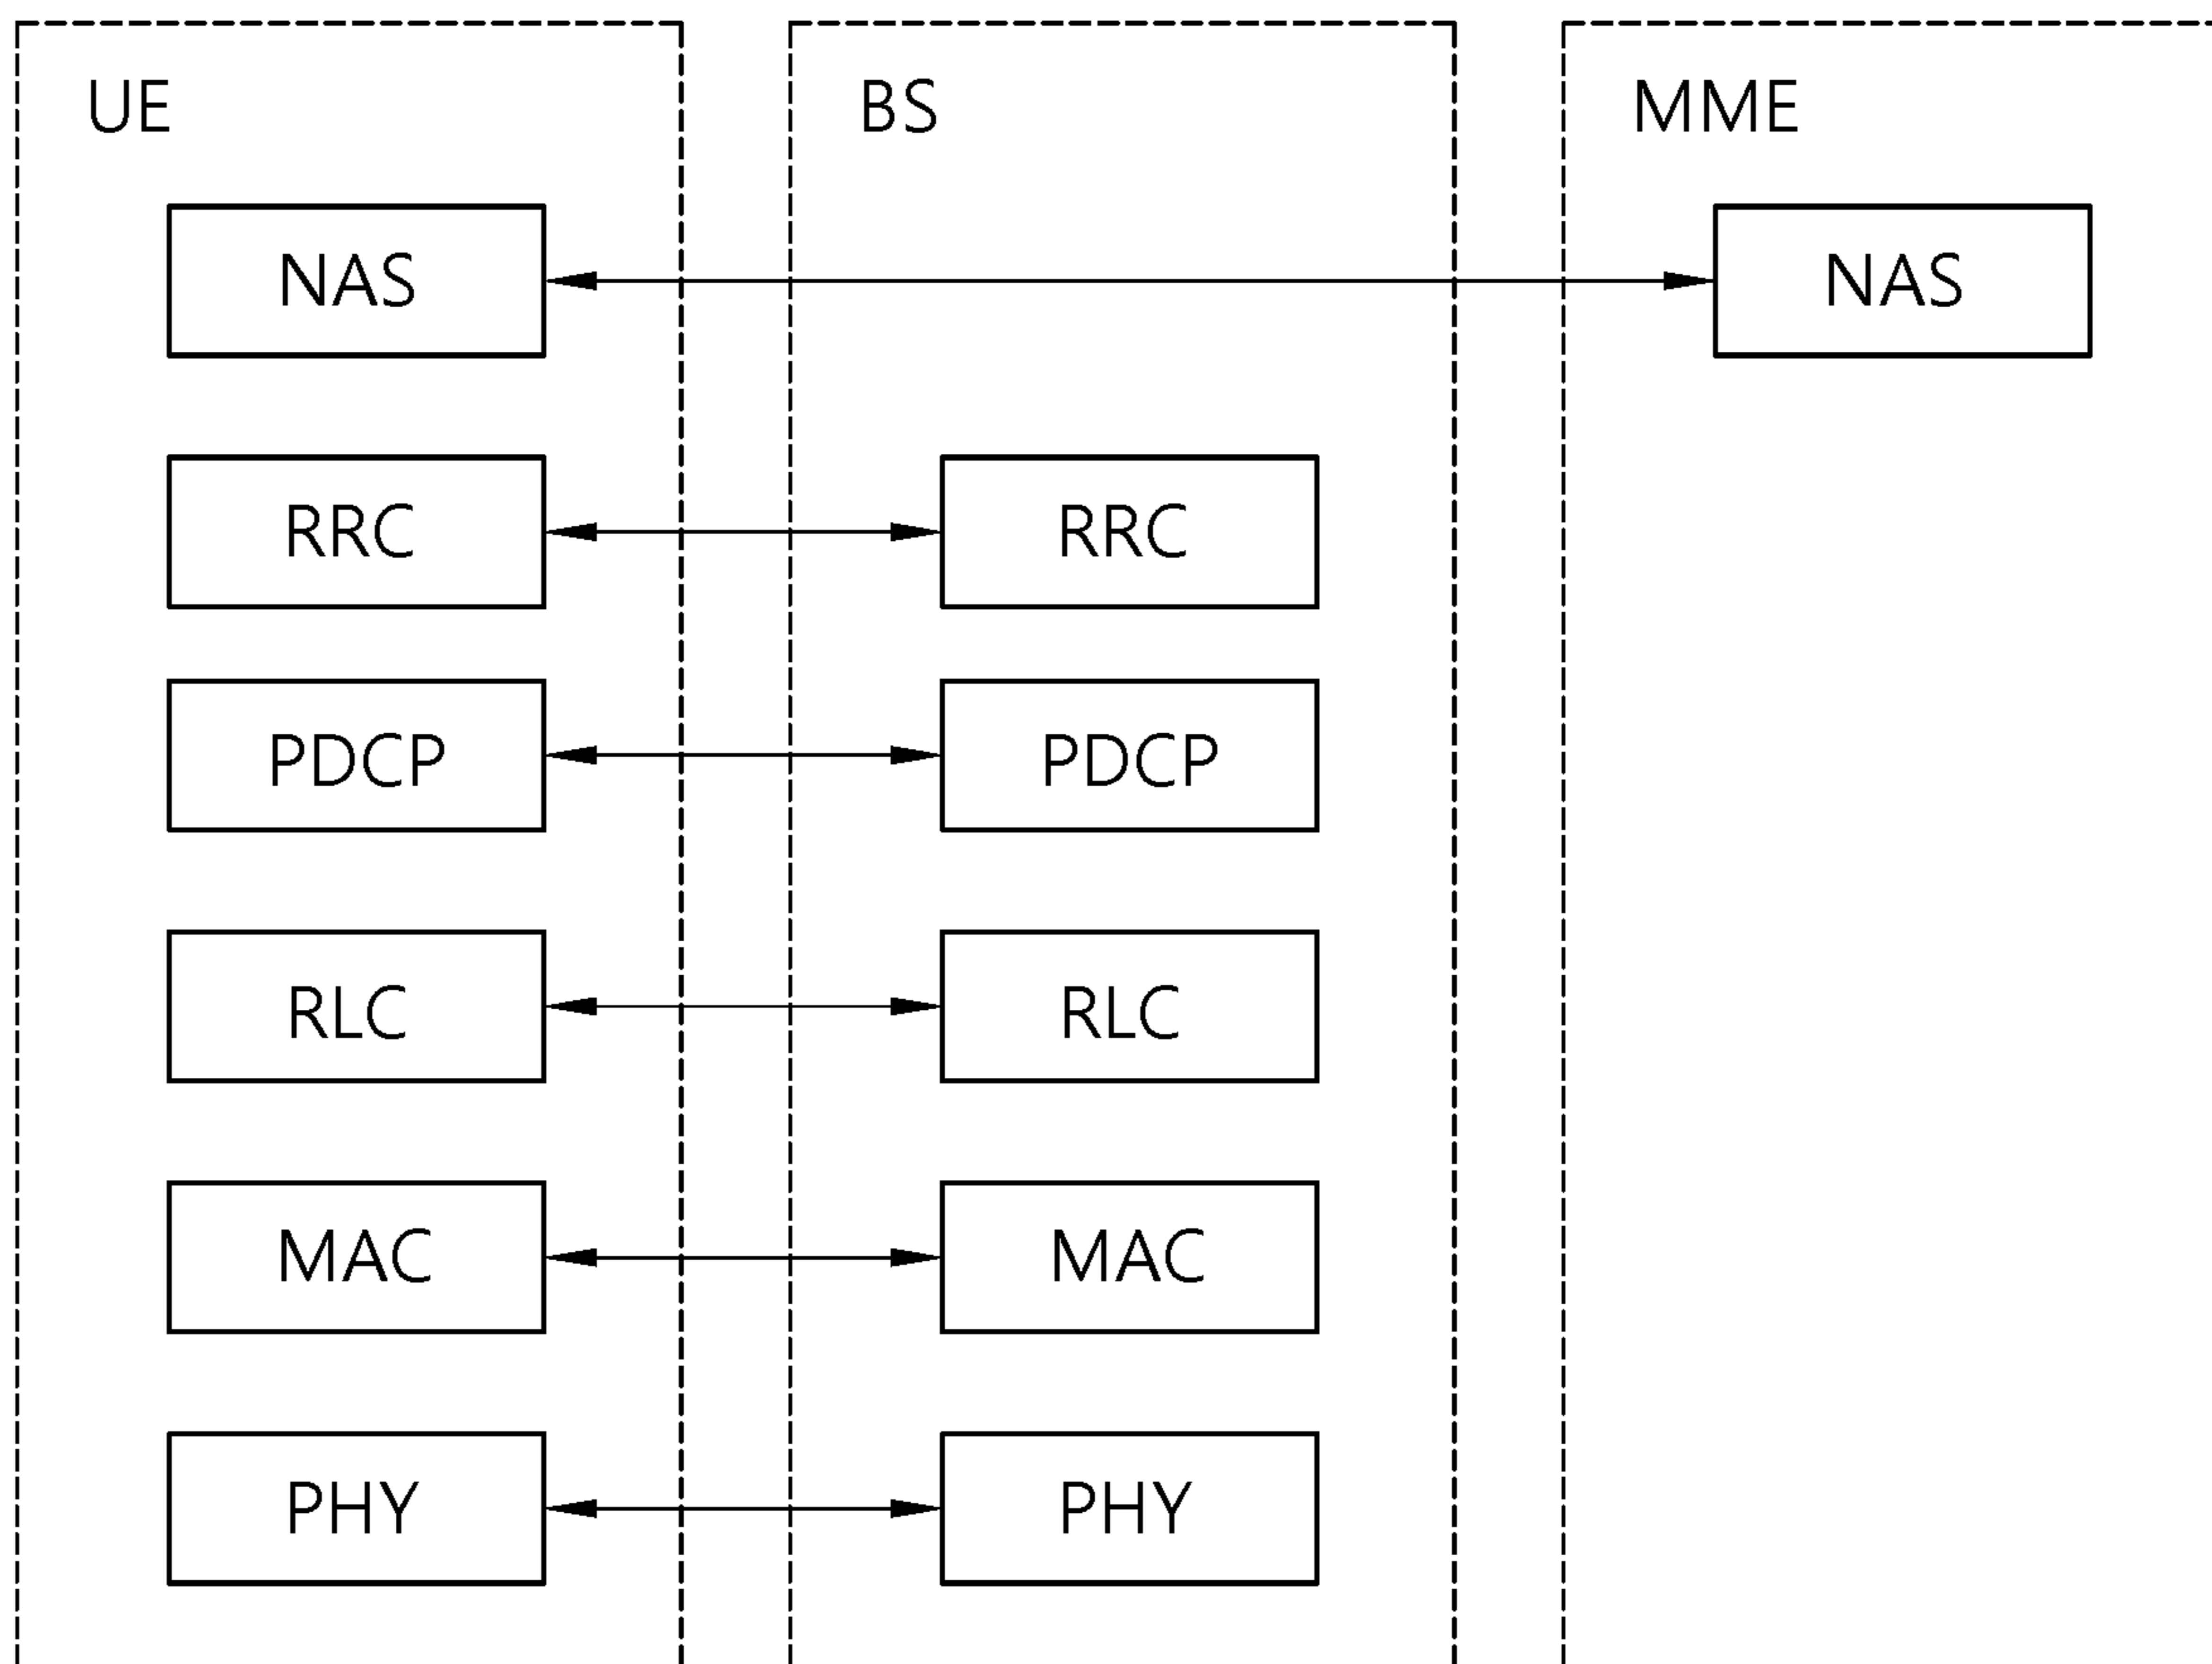 UE BS MME
NAS NAS
RRC RRC
PDCP PDCP
RLC RLC
MAC MAC
PHY PHY